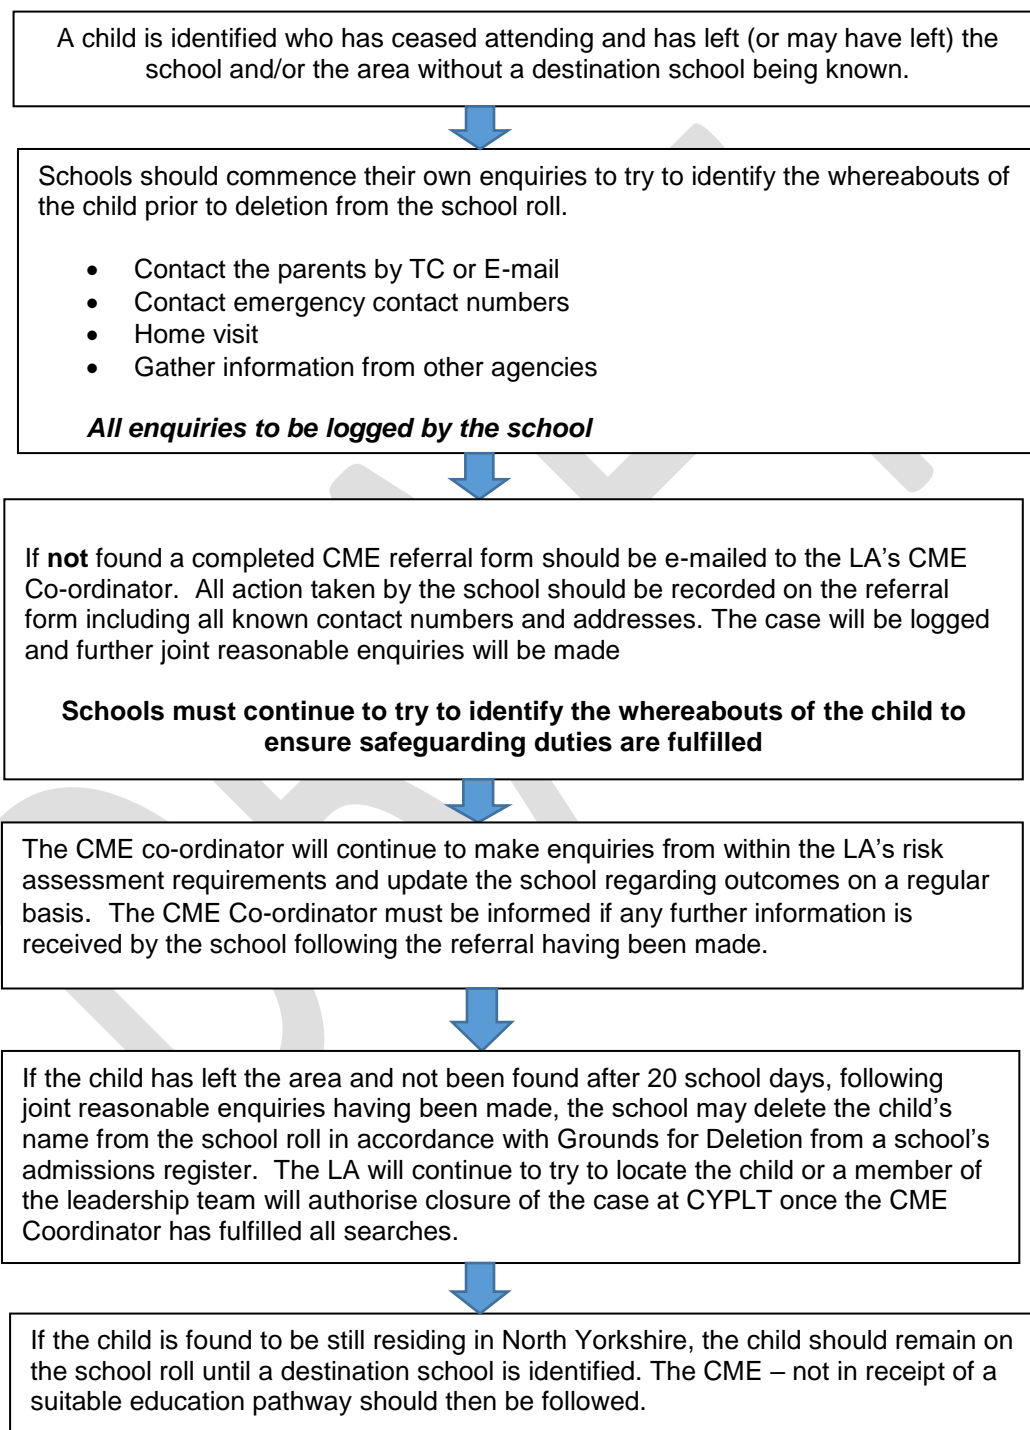 A child is identified who has ceased attending and has left (or may have left) the
school and/or the area without a destination school being known.
Schools should commence their own enquiries to try to identify the whereabouts of
the child prior to deletion from the school roll.
• Contact the parents by TC or E-mail
• Contact emergency contact numbers
• Home visit
• Gather information from other agencies
All enquiries to be logged by the school
If not found a completed CME referral form should be e-mailed to the LA's CME
Co-ordinator. All action taken by the school should be recorded on the referral
form including all known contact numbers and addresses. The case will be logged
and further joint reasonable enquiries will be made
Schools must continue to try to identify the whereabouts of the child to
ensure safeguarding duties are fulfilled
The CME co-ordinator will continue to make enquiries from within the LA's risk
assessment requirements and update the school regarding outcomes on a regular
basis. The CME Co-ordinator must be informed if any further information is
received by the school following the referral having been made.
If the child has left the area and not been found after 20 school days, following
joint reasonable enquiries having been made, the school may delete the child's
name from the school roll in accordance with Grounds for Deletion from a school's
admissions register. The LA will continue to try to locate the child or a member of
the leadership team will authorise closure of the case at CYPLT once the CME
Coordinator has fulfilled all searches.
If the child is found to be still residing in North Yorkshire, the child should remain on
the school roll until a destination school is identified. The CME – not in receipt of a
suitable education pathway should then be followed.